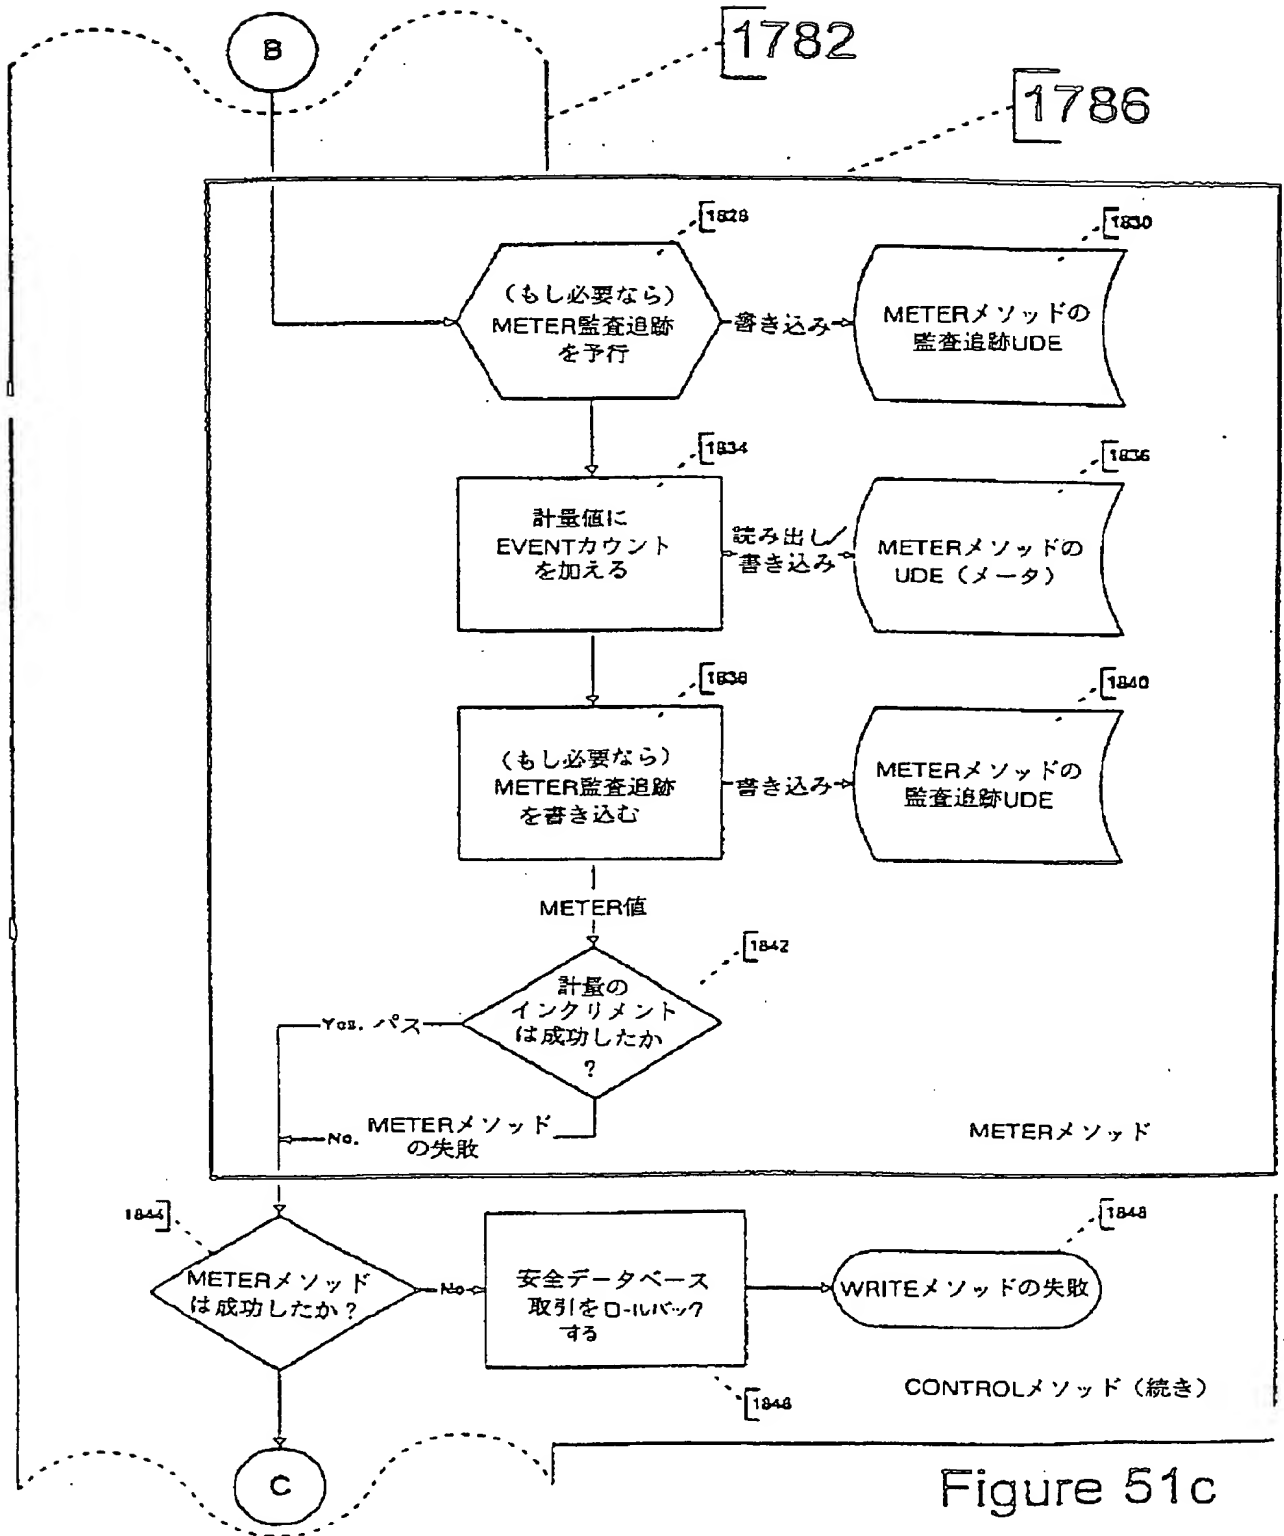 B
1782
1786
1828
(もし必要なら)
METER監査追跡
を予行
書き込み
1830
METERメソッドの
監査追跡UDE
1834
計量値に
EVENTカウント
を加える
読み出し/
書き込み
1836
METERメソッドの
UDE(メータ)
1838
(もし必要なら)
METER監査追跡
を書き込む
書き込み
1840
METERメソッドの
監査追跡UDE
METER値
1842
計量の
インクリメント
は成功したか
?
Yes. パス
No.
METERメソッド
の失敗
METERメソッド
1844
METERメソッド
は成功したか?
No
安全データベース
取引をロールバック
する
1846
1848
WRITEメソッドの失敗
CONTROLメソッド(続き)
C
Figure 51c